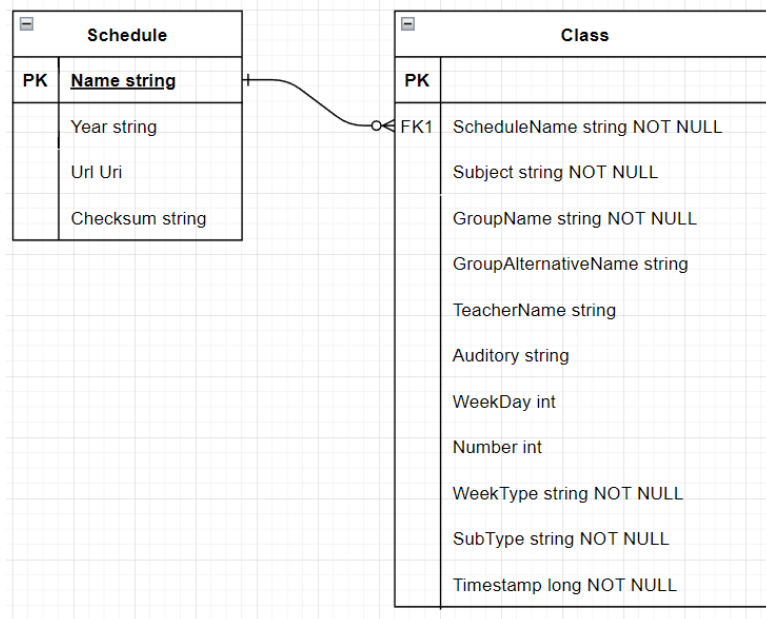 Schedule
PK Name string
Year string
Url Uri
Checksum string
Class
PK
FK1 ScheduleName string NOT NULL
Subject string NOT NULL
GroupName string NOT NULL
GroupAlternativeName string
TeacherName string
Auditory string
WeekDay int
Number int
WeekType string NOT NULL
SubType string NOT NULL
Timestamp long NOT NULL